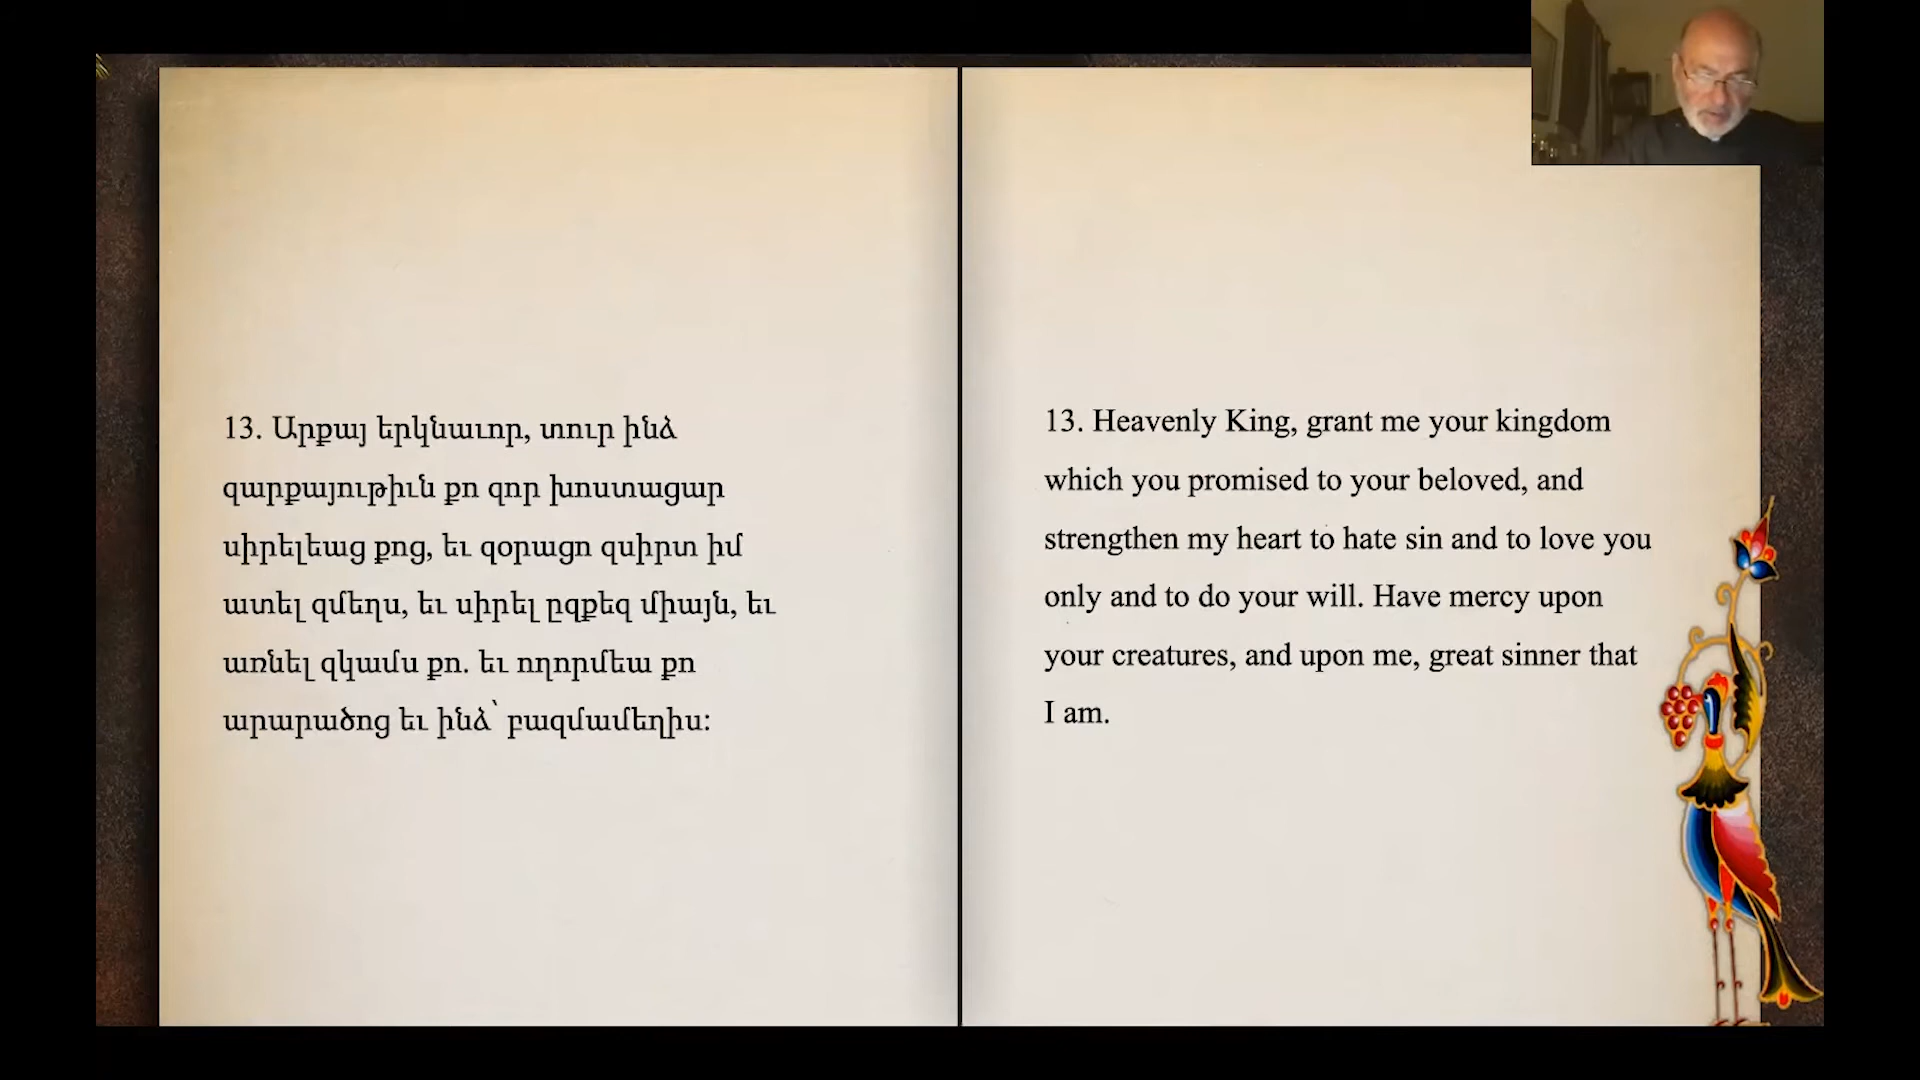 13. Արքայ երկնաւոր, տուր ինձ
զարքայութիւն քո զոր խոստացար
սիրելեաց քոց, եւ զօրացո զսիրտ իմ
ատել զմեղս, եւ սիրել ըզքեզ միայն, եւ
առնել զկամս քո. եւ ողորմեա քո
արարածոց եւ ինձ՝ բազմամեղիս:
13. Heavenly King, grant me your kingdom
which you promised to your beloved, and
strengthen my heart to hate sin and to love you
only and to do your will. Have mercy upon
your creatures, and upon me, great sinner that
I am.